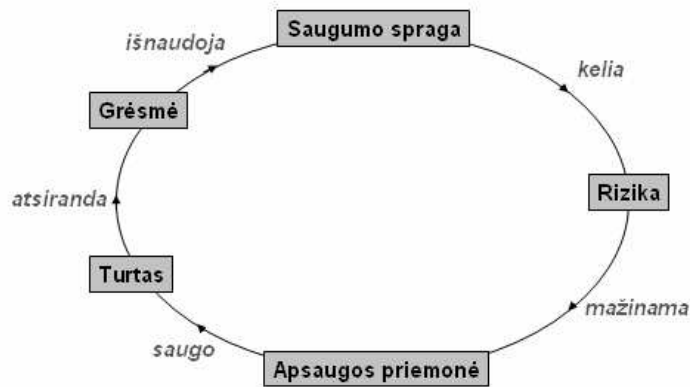 Saugumo spraga
išnaudoja
kelia
Grėsmė
Rizika
atsiranda
Turtas
mažinama
saugo
Apsaugos priemonė